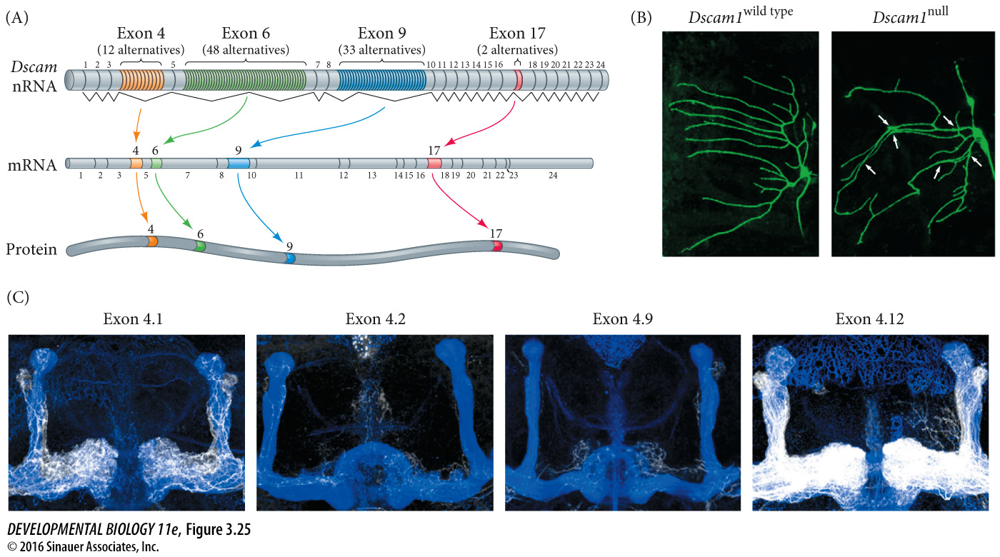 (A)
Exon 4
(12 alternatives)
Exon 6
(48 alternatives)
Exon 9
(33 alternatives)
Exon 17
(2 alternatives)
Dscam
nRNA
1 2 3 5 7 8 10 11 12 13 14 15 16 18 19 20 21 22 23 24
4 6 9 17
mRNA
1 2 3 5 7 8 10 11 12 13 14 15 16 18 19 20 21 22 23 24
4 6 9 17
Protein
(B)
Dscam1wild type
Dscam1null
(C)
Exon 4.1
Exon 4.2
Exon 4.9
Exon 4.12
DEVELOPMENTAL BIOLOGY 11e, Figure 3.25
© 2016 Sinauer Associates, Inc.